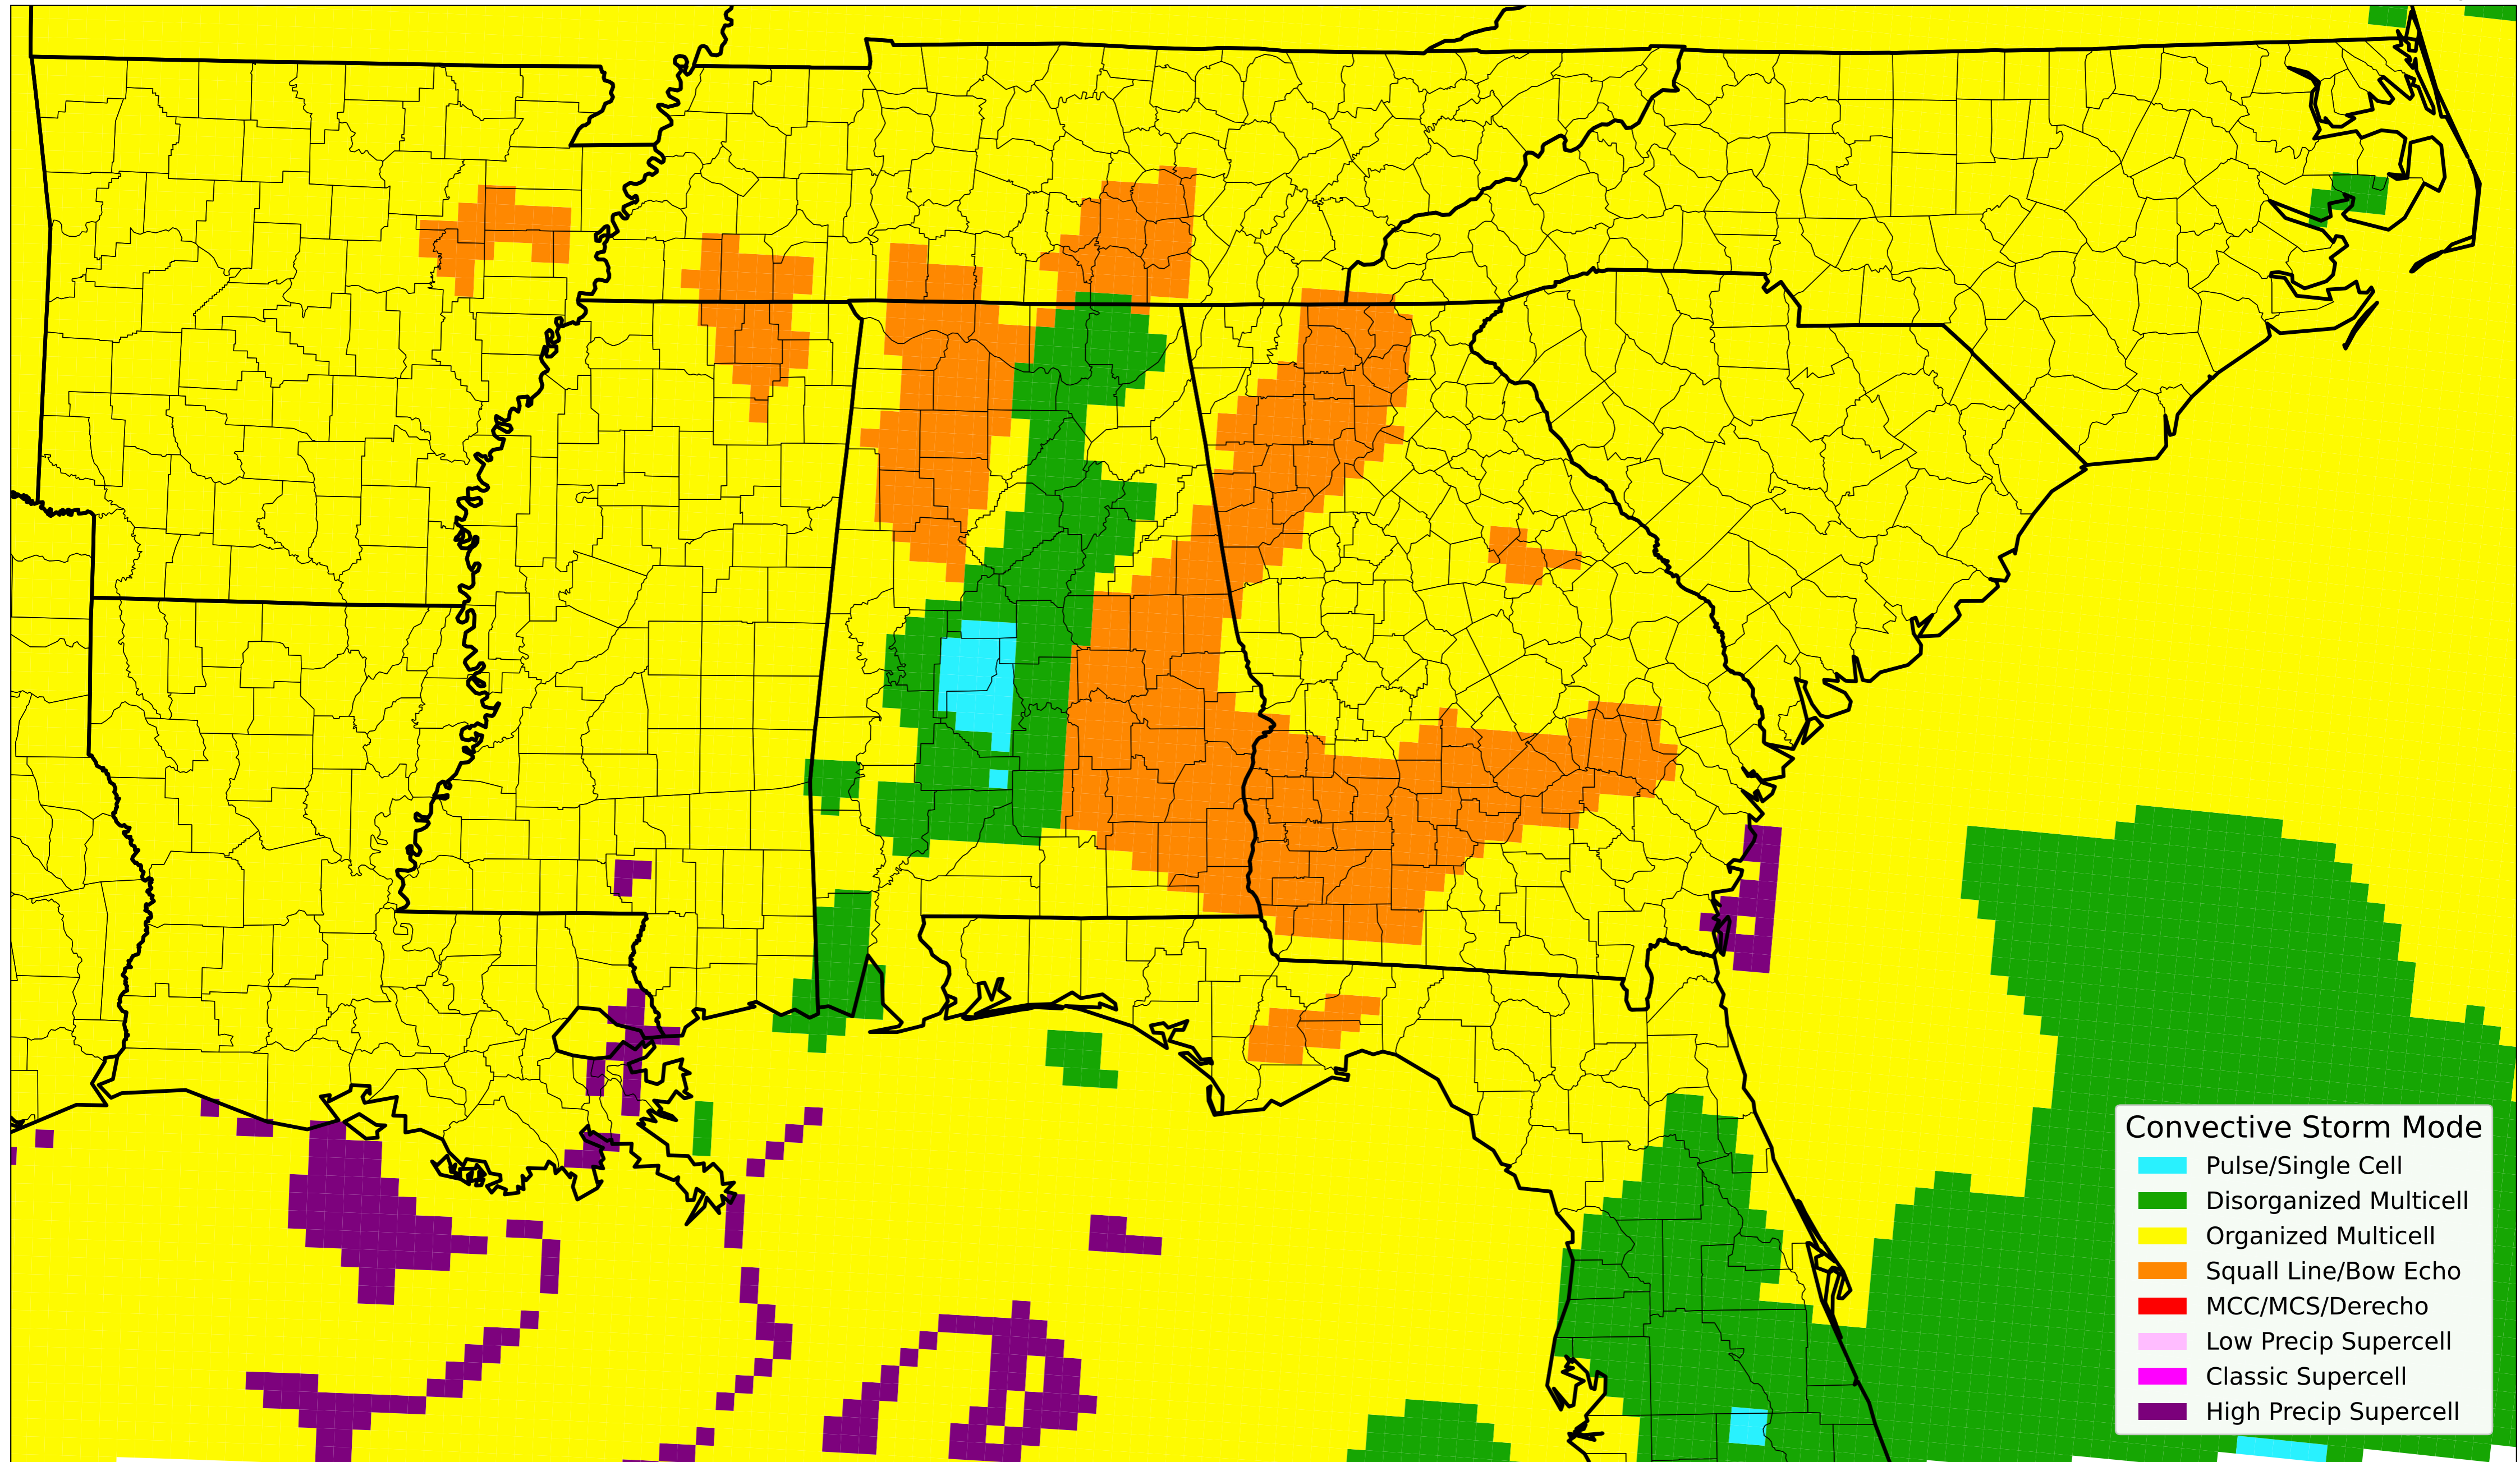 Convective Storm Mode
Pulse/Single Cell
Disorganized Multicell
Organized Multicell
Squall Line/Bow Echo
MCC/MCS/Derecho
Low Precip Supercell
Classic Supercell
High Precip Supercell